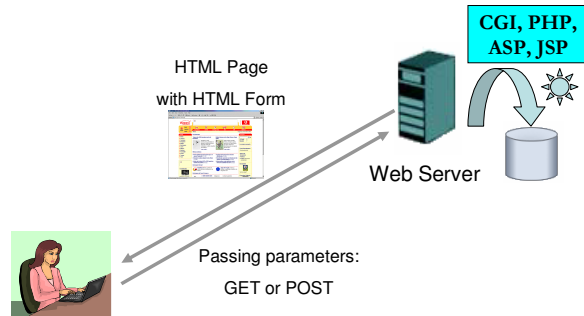 CGI, PHP,
ASP, JSP
HTML Page
with HTML Form
Web Server
Passing parameters:
GET or POST